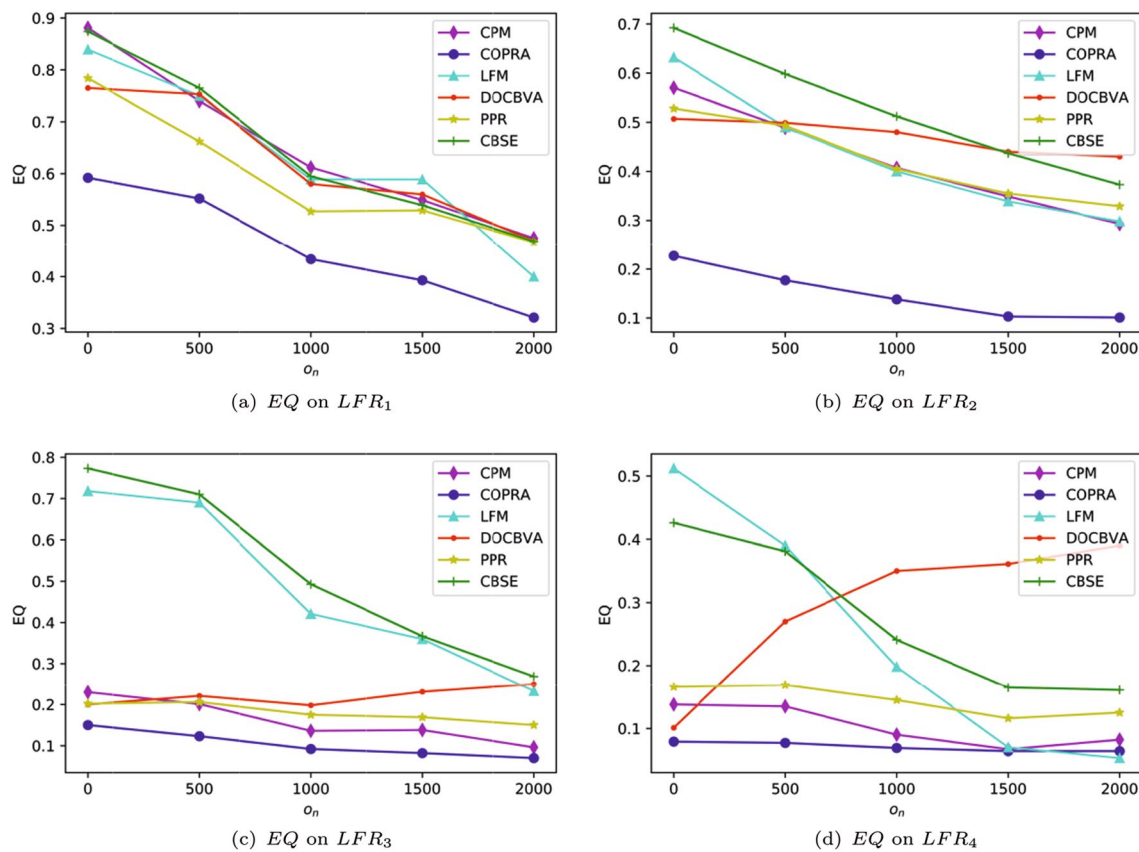 0.9
0.8
0.7
0.6
0.5
0.4
0.3
EQ
0 500 1000 1500 2000
o_n
CPM
COPRA
LFM
DOCBVA
PPR
CBSE
(a) EQ on LFR_1
0.7
0.6
0.5
0.4
0.3
0.2
0.1
EQ
0 500 1000 1500 2000
o_n
CPM
COPRA
LFM
DOCBVA
PPR
CBSE
(b) EQ on LFR_2
0.8
0.7
0.6
0.5
0.4
0.3
0.2
0.1
EQ
0 500 1000 1500 2000
o_n
CPM
COPRA
LFM
DOCBVA
PPR
CBSE
(c) EQ on LFR_3
0.5
0.4
0.3
0.2
0.1
EQ
0 500 1000 1500 2000
o_n
CPM
COPRA
LFM
DOCBVA
PPR
CBSE
(d) EQ on LFR_4